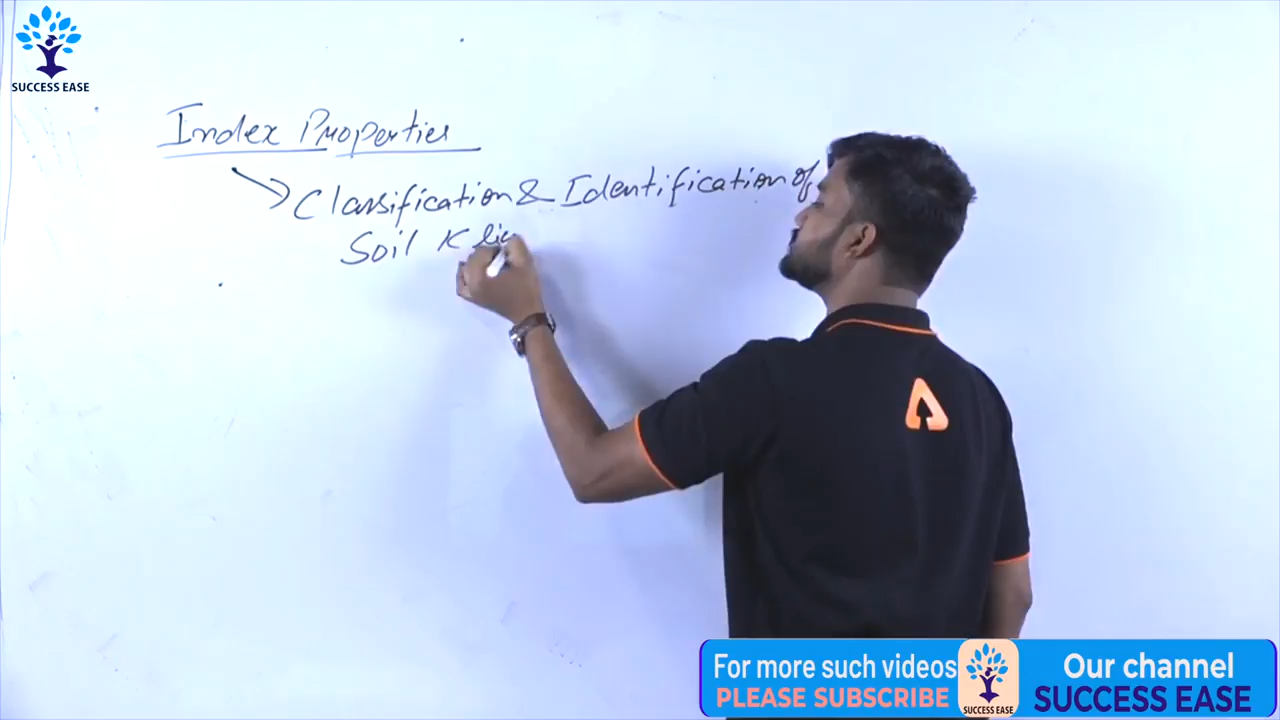 SUCCESS EASE
Index Properties
Classification & Identification of
Soil K liy
For more such videos
PLEASE SUBSCRIBE
SUCCESS EASE
Our channel
SUCCESS EASE